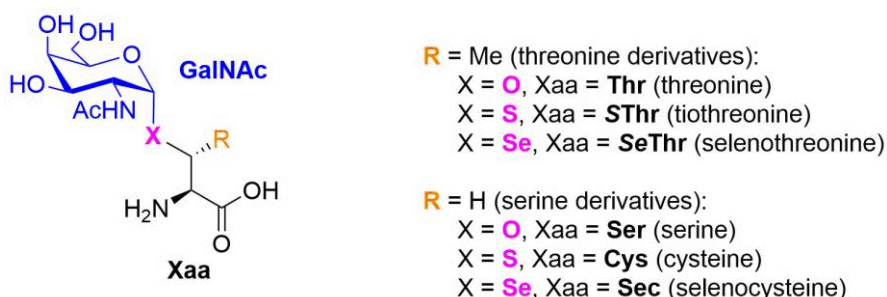 OH
OH
O
GalNAc
HO
AcHN
X
R
H₂N
OH
O
Xaa
R = Me (threonine derivatives):
X = O, Xaa = Thr (threonine)
X = S, Xaa = SThr (tiothreonine)
X = Se, Xaa = SeThr (selenothreonine)
R = H (serine derivatives):
X = O, Xaa = Ser (serine)
X = S, Xaa = Cys (cysteine)
X = Se, Xaa = Sec (selenocysteine)